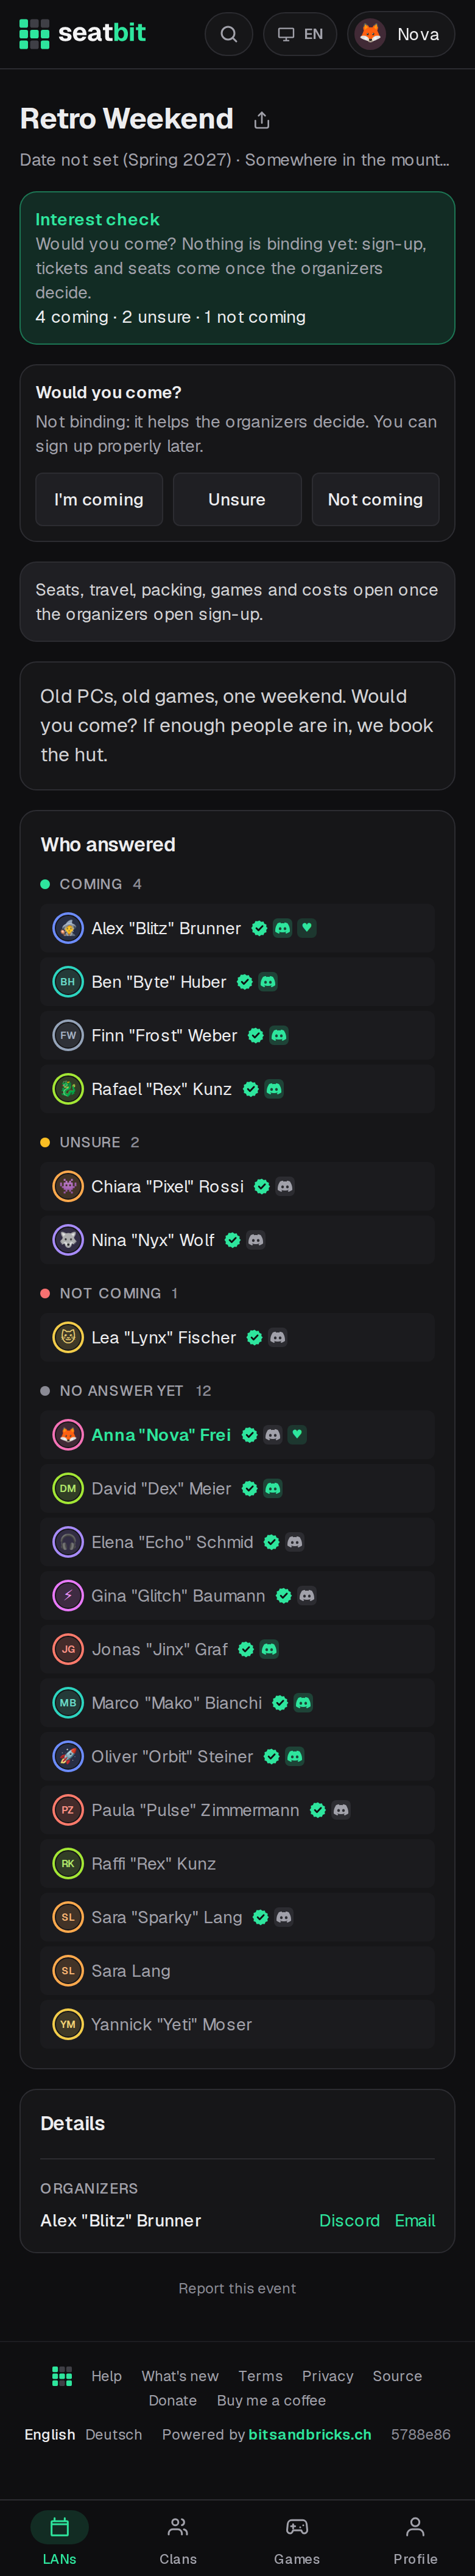 seatbit
EN
Nova
Retro Weekend
Date not set (Spring 2027) · Somewhere in the mount...
Interest check
Would you come? Nothing is binding yet: sign-up,
tickets and seats come once the organizers
decide.
4 coming · 2 unsure · 1 not coming
Would you come?
Not binding: it helps the organizers decide. You can
sign up properly later.
I'm coming
Unsure
Not coming
Seats, travel, packing, games and costs open once
the organizers open sign-up.
Old PCs, old games, one weekend. Would
you come? If enough people are in, we book
the hut.
Who answered
COMING 4
Alex "Blitz" Brunner
BH Ben "Byte" Huber
FW Finn "Frost" Weber
Rafael "Rex" Kunz
UNSURE 2
Chiara "Pixel" Rossi
Nina "Nyx" Wolf
NOT COMING 1
Lea "Lynx" Fischer
NO ANSWER YET 12
Anna "Nova" Frei
DM David "Dex" Meier
Elena "Echo" Schmid
Gina "Glitch" Baumann
JG Jonas "Jinx" Graf
MB Marco "Mako" Bianchi
Oliver "Orbit" Steiner
PZ Paula "Pulse" Zimmermann
RK Raffi "Rex" Kunz
SL Sara "Sparky" Lang
SL Sara Lang
YM Yannick "Yeti" Moser
Details
ORGANIZERS
Alex "Blitz" Brunner Discord Email
Report this event
Help What's new Terms Privacy Source
Donate Buy me a coffee
English Deutsch Powered by bitsandbricks.ch 5788e86
LANs Clans Games Profile